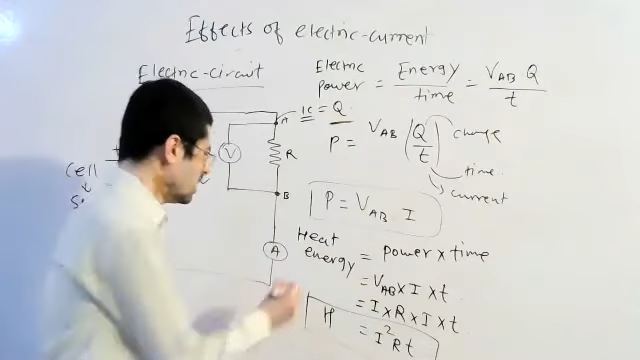 Effects of electric-current
Electric-circuit
Electric power = Energy / time = V_AB Q / t
1C = Q
A
P = V_AB (Q / t) charge
time
current
V
R
Cell
B
P = V_AB I
A
Heat energy = power × time
= V_AB × I × t
= I × R × I × t
H = I² R t